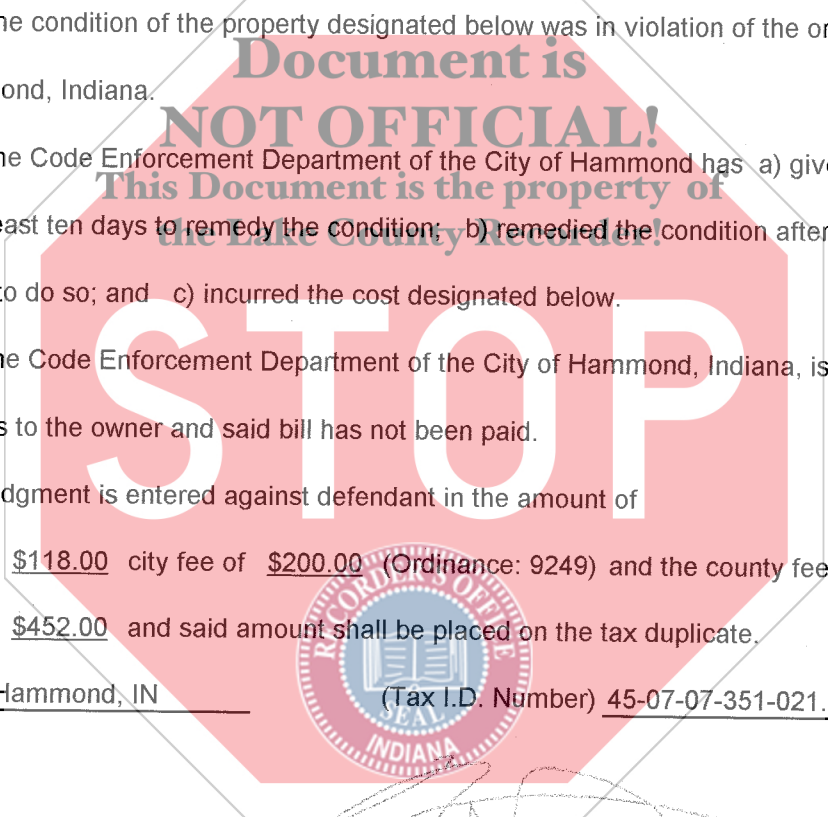 he condition of the property designated below was in violation of the or
Document is
ond, Indiana.
NOT OFFICIAL!
he Code Enforcement Department of the City of Hammond has a) give
This Document is the property of
east ten days to remedy the condition; b) remedied the condition after
the Lake County Recorder!
to do so; and c) incurred the cost designated below.
STOP
he Code Enforcement Department of the City of Hammond, Indiana, is
s to the owner and said bill has not been paid.
dgment is entered against defendant in the amount of
$118.00 city fee of $200.00 (Ordinance: 9249) and the county fee
$452.00 and said amount shall be placed on the tax duplicate.
RECORDER'S OFFICE
SEAL
INDIANA
Hammond, IN (Tax I.D. Number) 45-07-07-351-021.